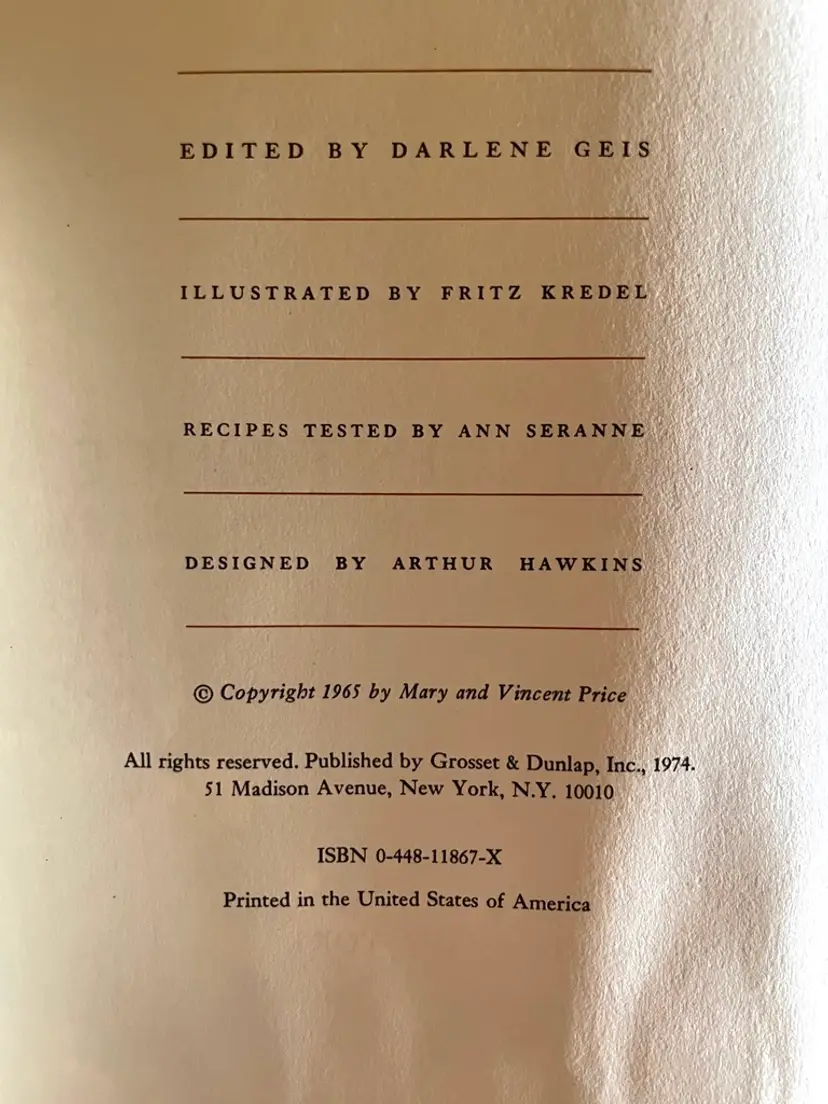 EDITED BY DARLENE GEIS
ILLUSTRATED BY FRITZ KREDEL
RECIPES TESTED BY ANN SERANNE
DESIGNED BY ARTHUR HAWKINS
© Copyright 1965 by Mary and Vincent Price
All rights reserved. Published by Grosset & Dunlap, Inc., 1974.
51 Madison Avenue, New York, N.Y. 10010
ISBN 0-448-11867-X
Printed in the United States of America